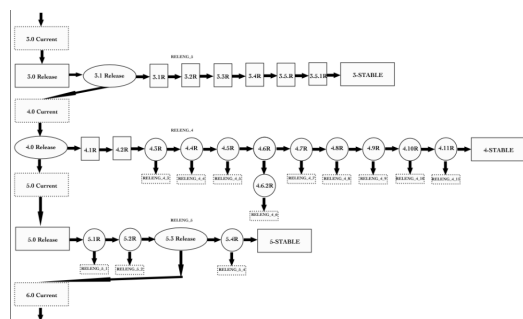 3.0 Current
RELENG_3
3.0 Release
3.1 Release
3.1R
3.2R
3.3R
3.4R
3.5.R
3.5.1R
3-STABLE
4.0 Current
RELENG_4
4.0 Release
4.1R
4.2R
4.3R
4.4R
4.5R
4.6R
4.7R
4.8R
4.9R
4.10R
4.11R
4-STABLE
RELENG_4_3
RELENG_4_4
RELENG_4_5
RELENG_4_7
RELENG_4_8
RELENG_4_9
RELENG_4_10
RELENG_4_11
5.0 Current
4.6.2R
RELENG_4_6
RELENG_5
5.0 Release
5.1R
5.2R
5.3 Release
5.4R
5-STABLE
RELENG_5_1
RELENG_5_2
RELENG_5_4
6.0 Current